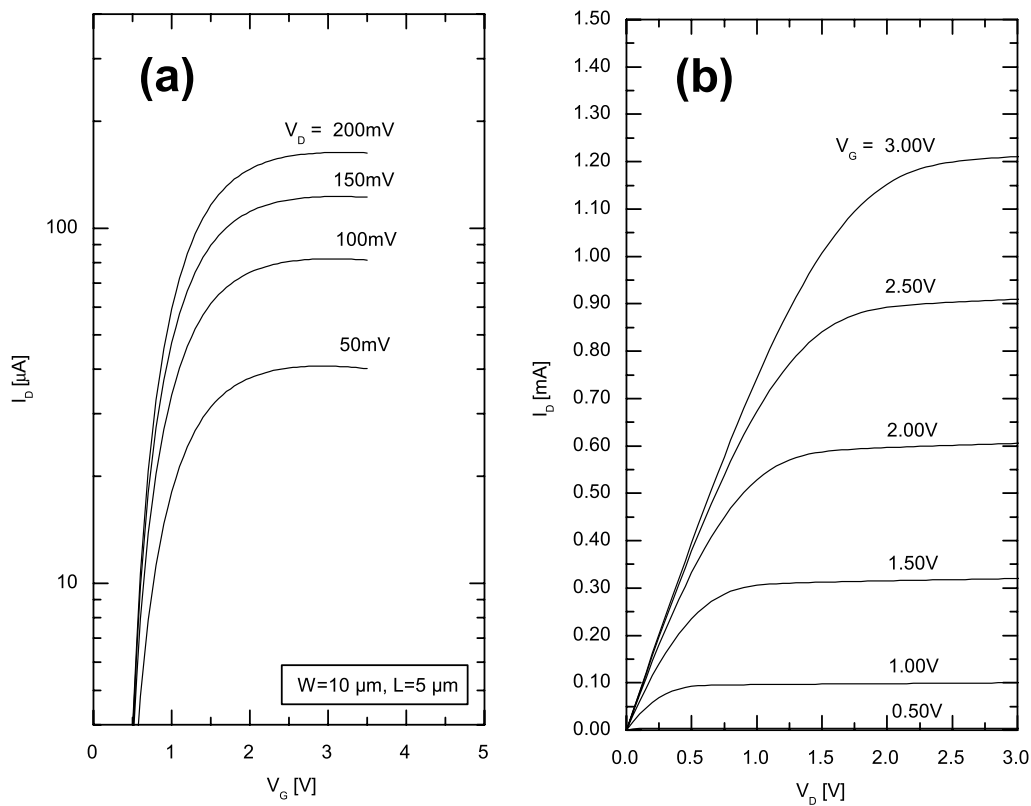 (a)
V_D = 200mV
150mV
100mV
50mV
100
10
I_D [μA]
W=10 μm, L=5 μm
0 1 2 3 4 5
V_G [V]
(b)
V_G = 3.00V
2.50V
2.00V
1.50V
1.00V
0.50V
1.50
1.40
1.30
1.20
1.10
1.00
0.90
0.80
0.70
0.60
0.50
0.40
0.30
0.20
0.10
0.00
I_D [mA]
0.0 0.5 1.0 1.5 2.0 2.5 3.0
V_D [V]